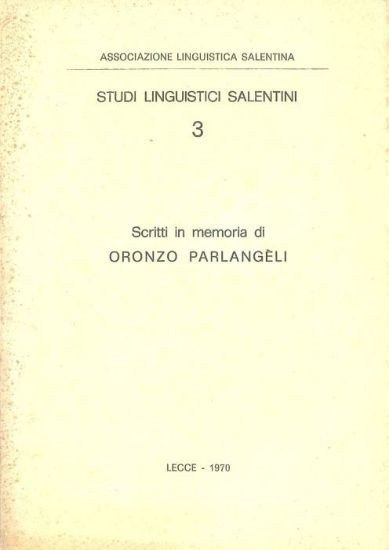 ASSOCIAZIONE LINGUISTICA SALENTINA
STUDI LINGUISTICI SALENTINI
3
Scritti in memoria di
ORONZO PARLANGÈLI
LECCE - 1970